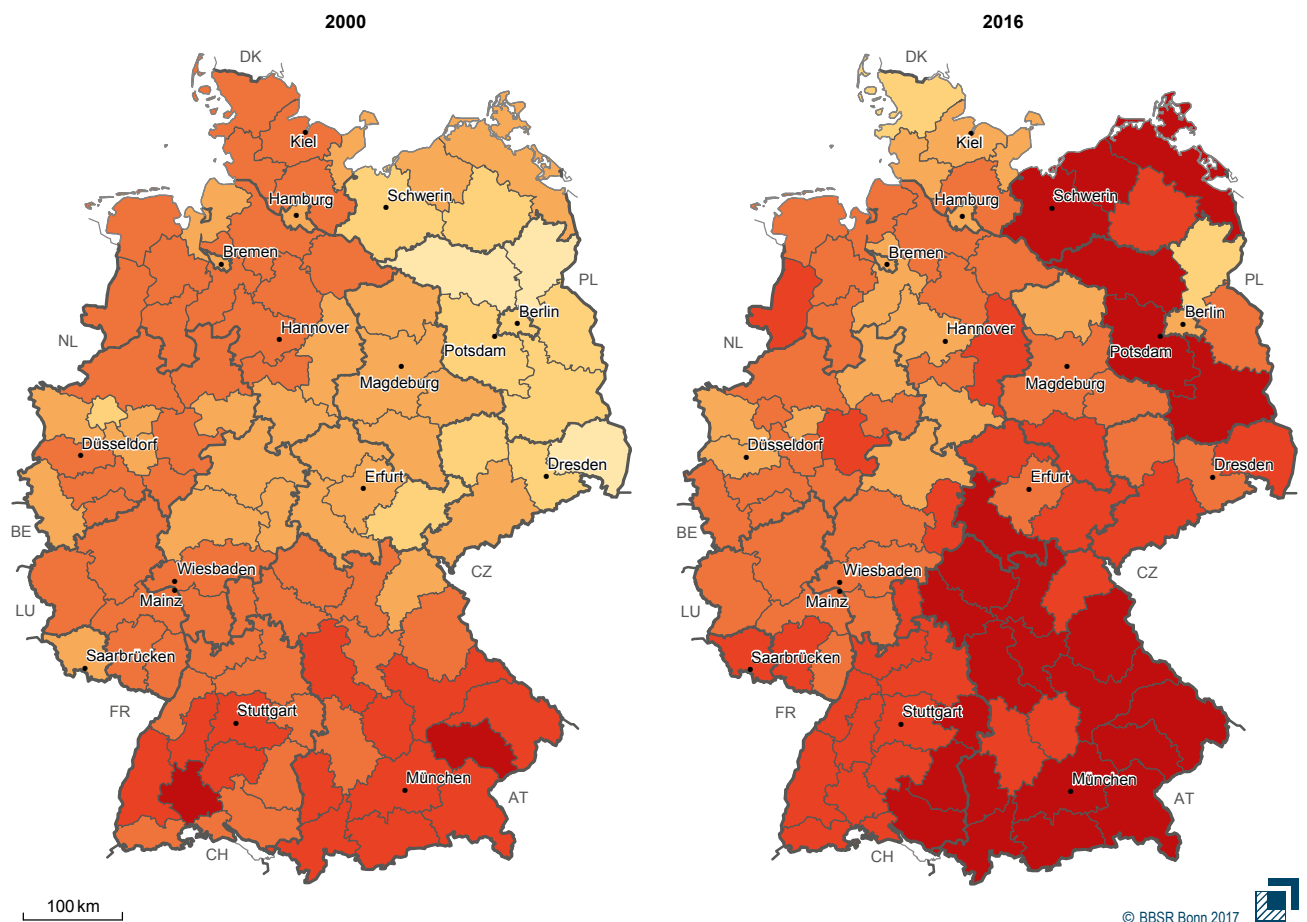 2000
2016
DK
Kiel
Hamburg
Schwerin
Bremen
PL
Berlin
Hannover
NL
Potsdam
Magdeburg
Düsseldorf
Dresden
Erfurt
BE
CZ
Wiesbaden
Mainz
LU
Saarbrücken
FR
Stuttgart
München
AT
CH
DK
Kiel
Hamburg
Schwerin
Bremen
PL
Berlin
Hannover
NL
Potsdam
Magdeburg
Düsseldorf
Dresden
Erfurt
BE
CZ
Wiesbaden
Mainz
LU
Saarbrücken
FR
Stuttgart
München
AT
CH
100 km
© BBSR Bonn 2017